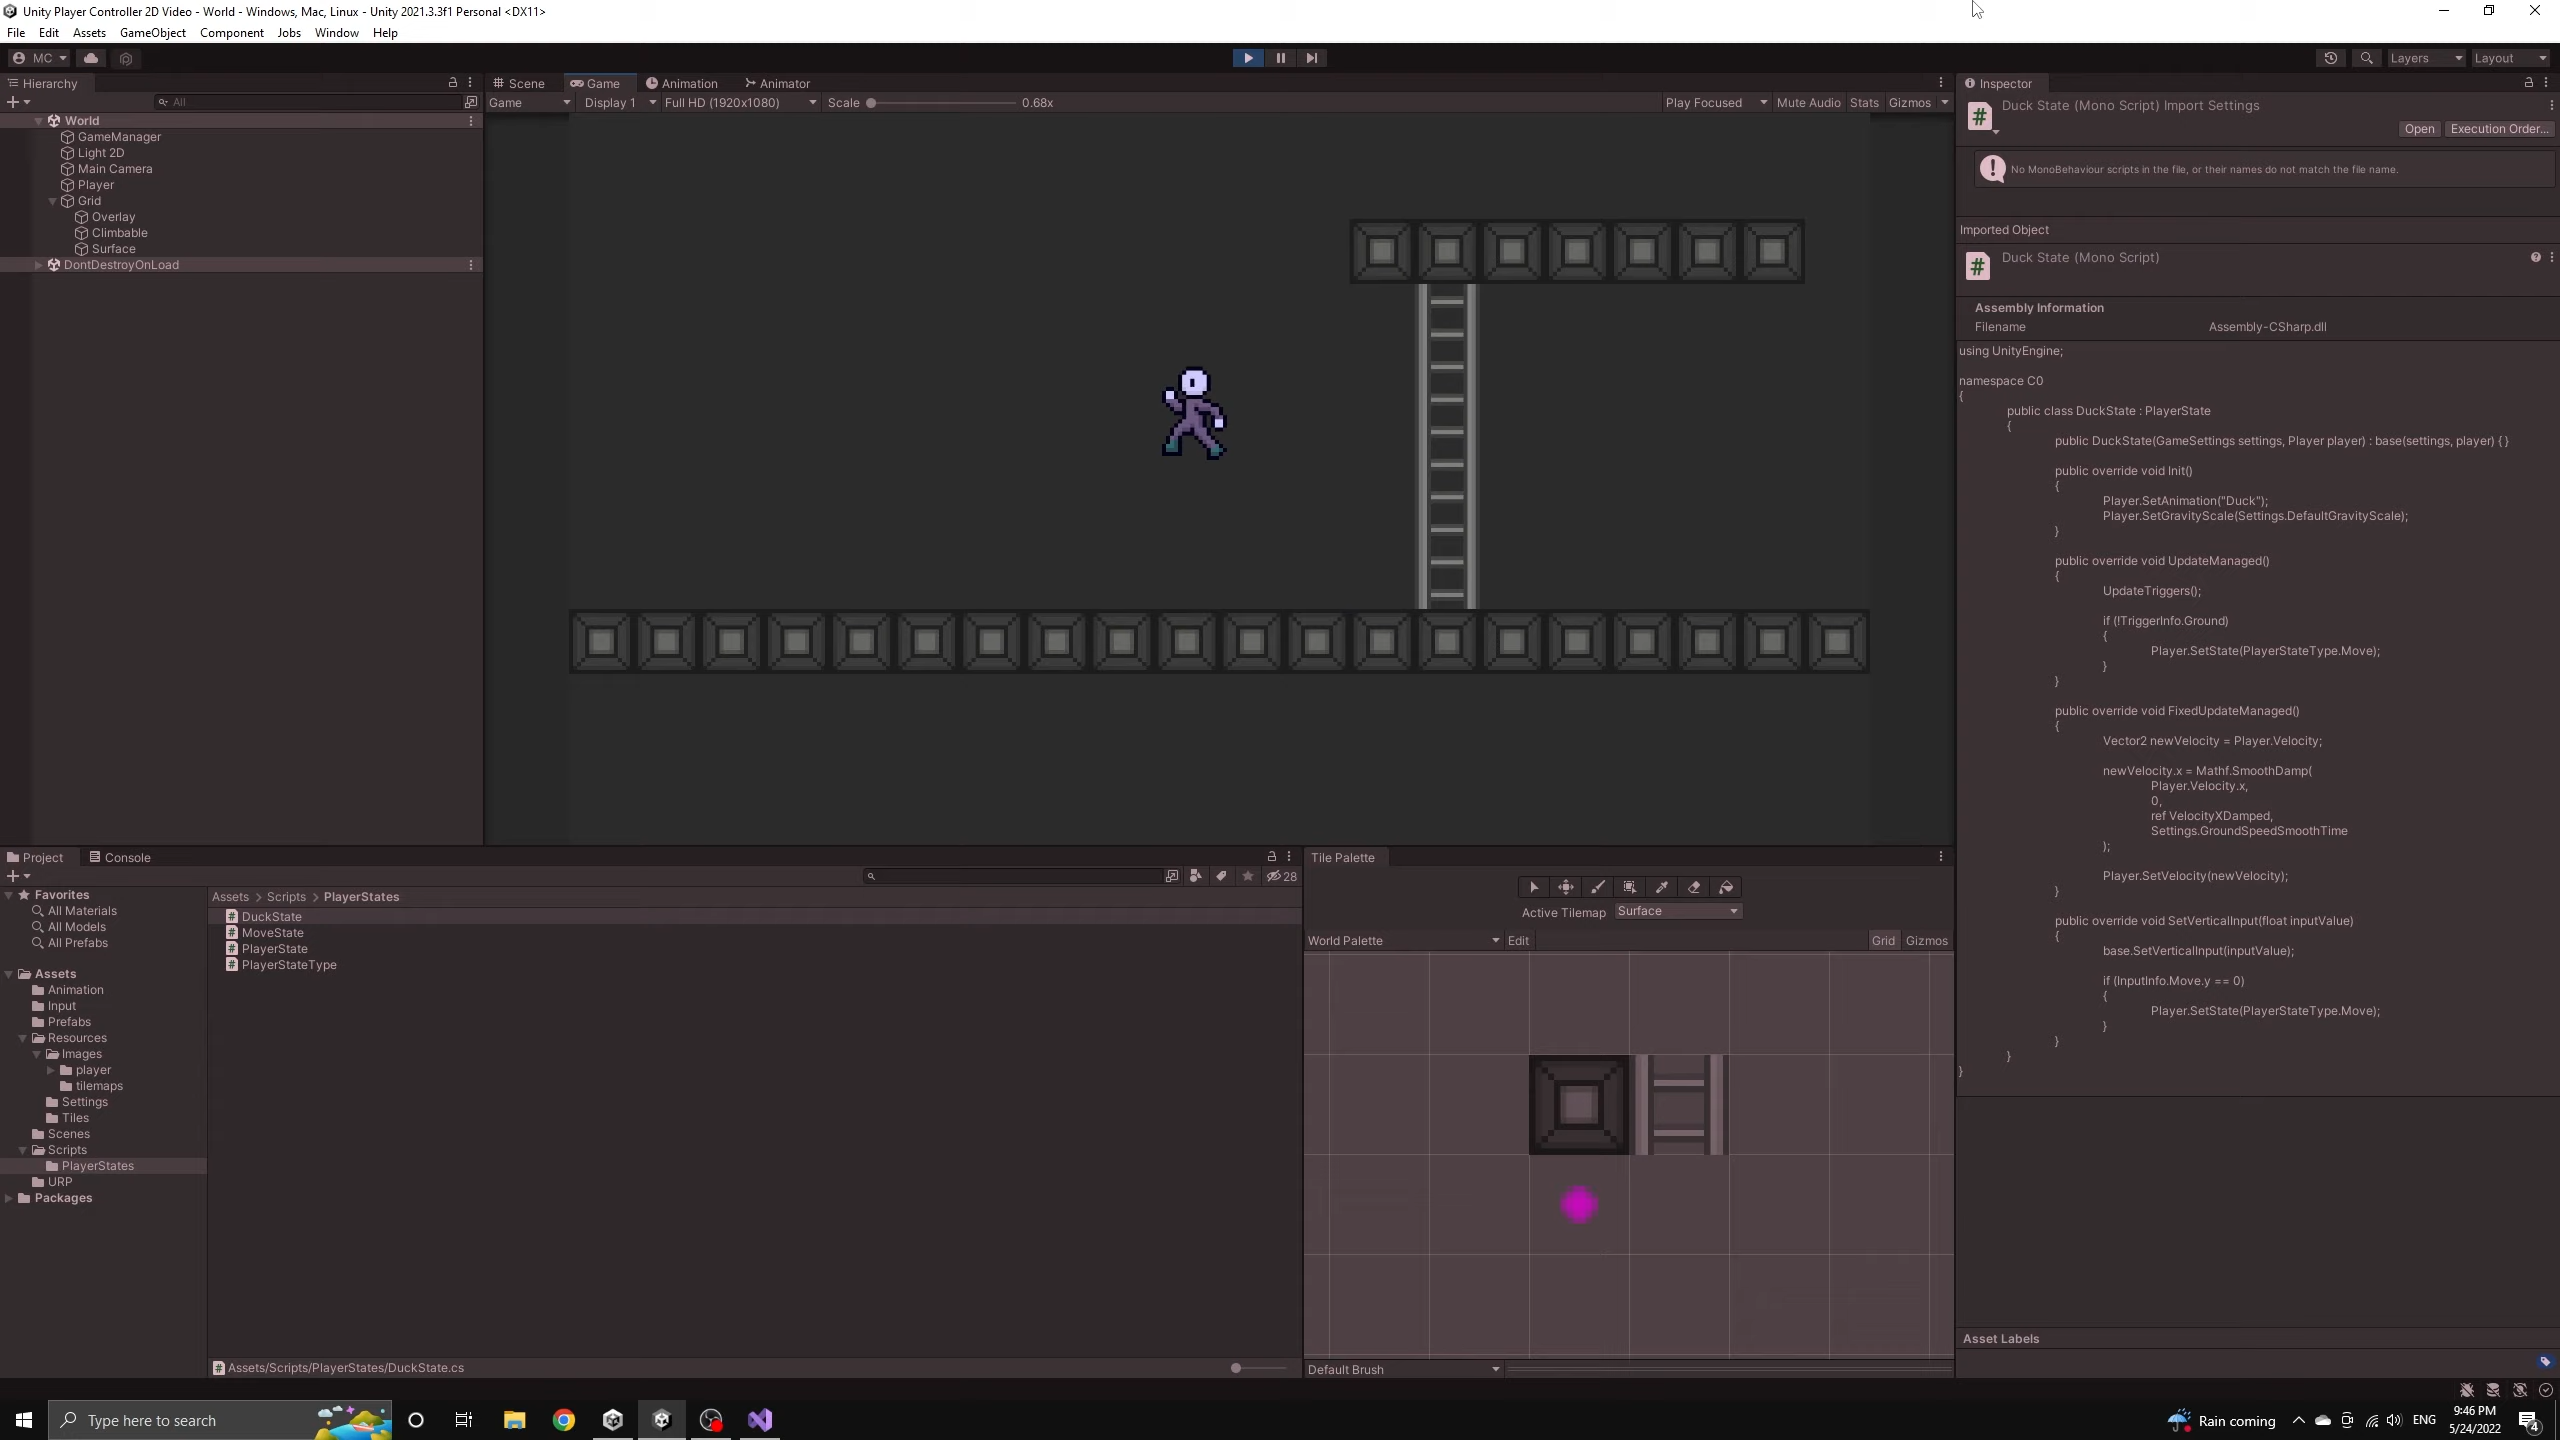 Unity Player Controller 2D Video - World - Windows, Mac, Linux - Unity 2021.3.3f1 Personal <DX11>
File Edit Assets GameObject Component Jobs Window Help
MC Layers Layout
Hierarchy
All
World
GameManager
Light 2D
Main Camera
Player
Grid
Overlay
Climbable
Surface
DontDestroyOnLoad
Scene Game Animation Animator
Game Display 1 Full HD (1920x1080) Scale 0.68x Play Focused Mute Audio Stats Gizmos
Inspector
Duck State (Mono Script) Import Settings
Open Execution Order...
No MonoBehaviour scripts in the file, or their names do not match the file name.
Imported Object
Duck State (Mono Script)
Assembly Information
Filename Assembly-CSharp.dll
using UnityEngine;
namespace C0
{
public class DuckState : PlayerState
{
public DuckState(GameSettings settings, Player player) : base(settings, player) { }
public override void Init()
{
Player.SetAnimation("Duck");
Player.SetGravityScale(Settings.DefaultGravityScale);
}
public override void UpdateManaged()
{
UpdateTriggers();
if (!TriggerInfo.Ground)
{
Player.SetState(PlayerStateType.Move);
}
}
public override void FixedUpdateManaged()
{
Vector2 newVelocity = Player.Velocity;
newVelocity.x = Mathf.SmoothDamp(
Player.Velocity.x,
0,
ref VelocityXDamped,
Settings.GroundSpeedSmoothTime
);
Player.SetVelocity(newVelocity);
}
public override void SetVerticalInput(float inputValue)
{
base.SetVerticalInput(inputValue);
if (InputInfo.Move.y == 0)
{
Player.SetState(PlayerStateType.Move);
}
}
}
}
Asset Labels
Project Console
28
Favorites
All Materials
All Models
All Prefabs
Assets
Animation
Input
Prefabs
Resources
Images
player
tilemaps
Settings
Tiles
Scenes
Scripts
PlayerStates
URP
Packages
Assets > Scripts > PlayerStates
DuckState
MoveState
PlayerState
PlayerStateType
Assets/Scripts/PlayerStates/DuckState.cs
Tile Palette
Active Tilemap Surface
World Palette Edit Grid Gizmos
Default Brush
Type here to search
Rain coming ENG
9:46 PM
5/24/2022
4